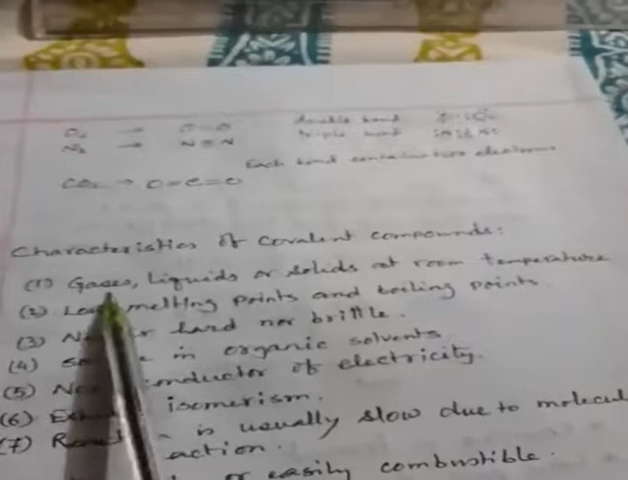 O₂ → O=O double bond
N₂ → N≡N triple bond
Each bond contains two electrons
CO₂ → O=C=O
Characteristics of Covalent compounds:
(1) Gases, Liquids or Solids at room temperature
(2) Low melting points and boiling points.
(3) hard nor brittle.
(4) in organic solvents.
(5) conductor of electricity.
(6) isomerism.
(7) is usually slow due to molecul
action.
or easily combustible.